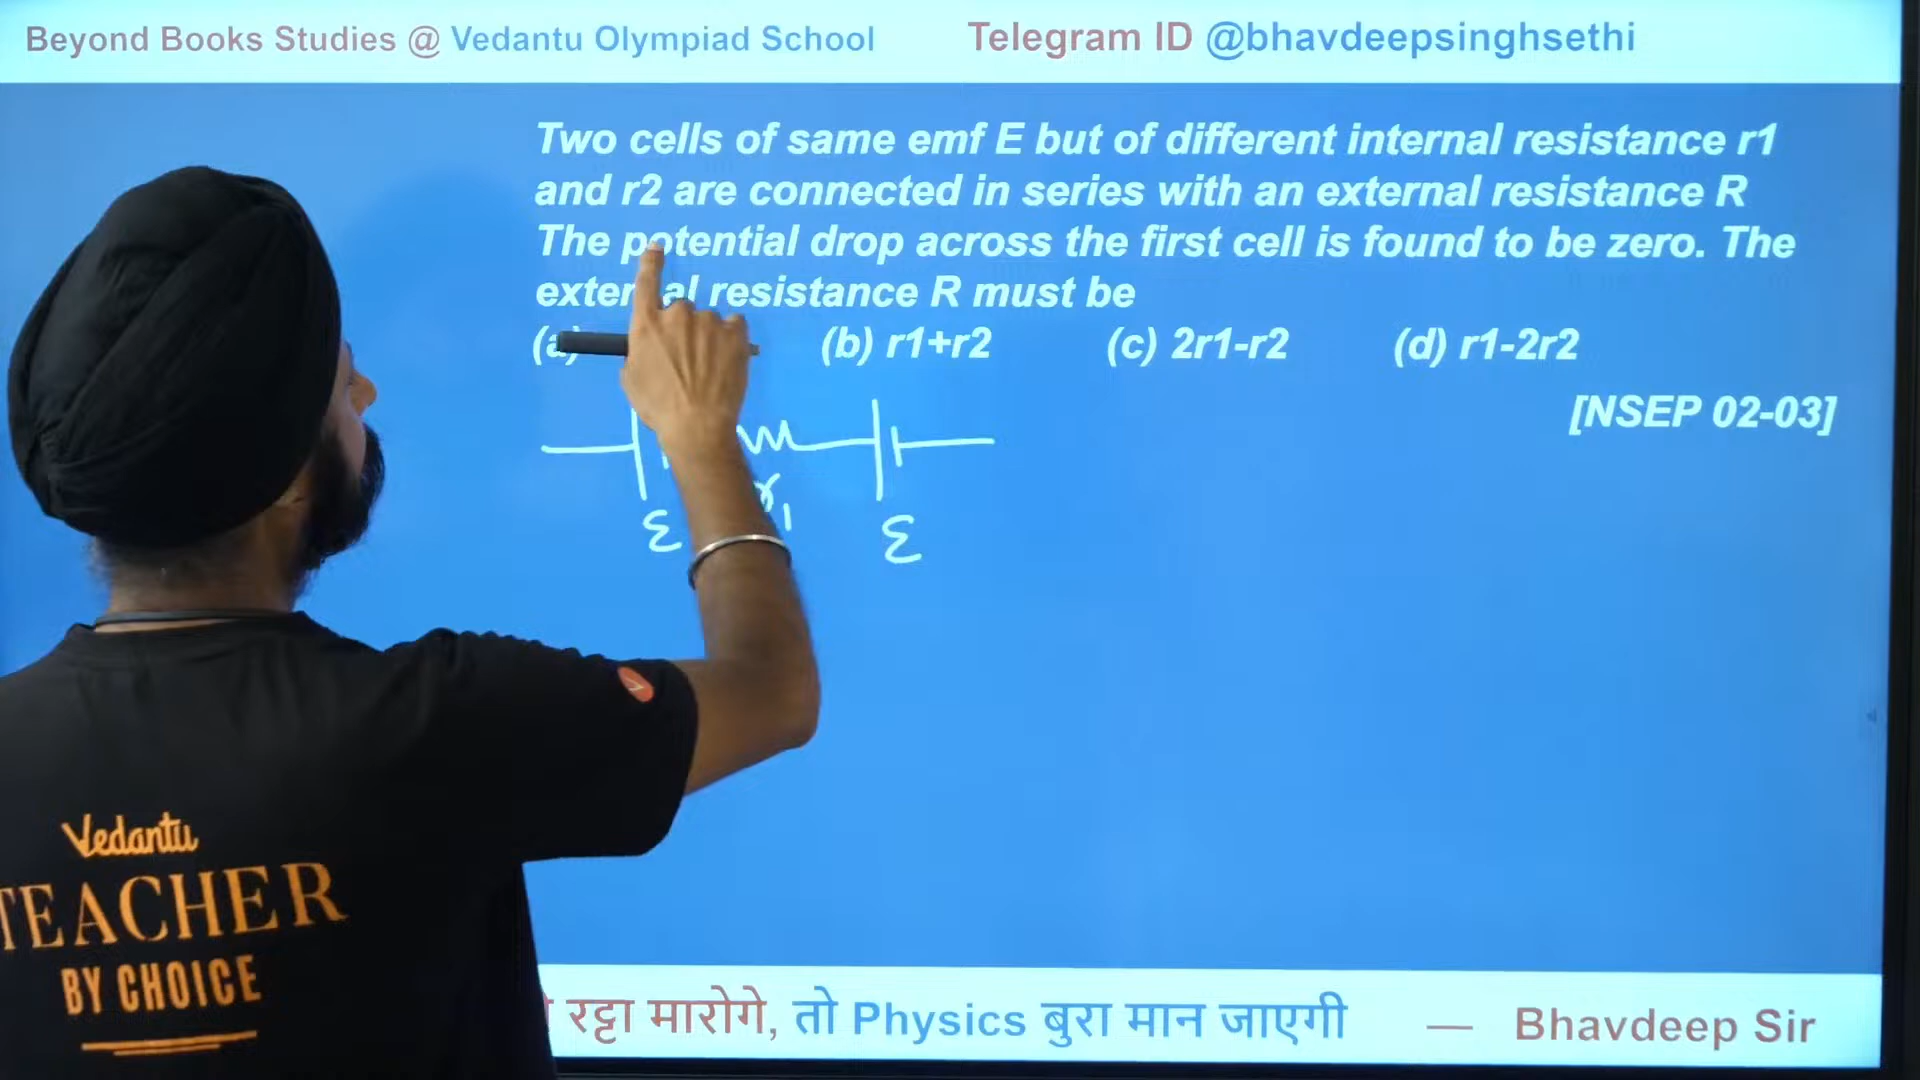 Beyond Books Studies @ Vedantu Olympiad School Telegram ID @bhavdeepsinghsethi
Two cells of same emf E but of different internal resistance r1
and r2 are connected in series with an external resistance R
The potential drop across the first cell is found to be zero. The
resistance R must be
(b) r1+r2 (c) 2r1-r2 (d) r1-2r2
[NSEP 02-03]
r1
ε ε
Vedantu
TEACHER
BY CHOICE
रट्टा मारोगे, तो Physics बुरा मान जाएगी — Bhavdeep Sir